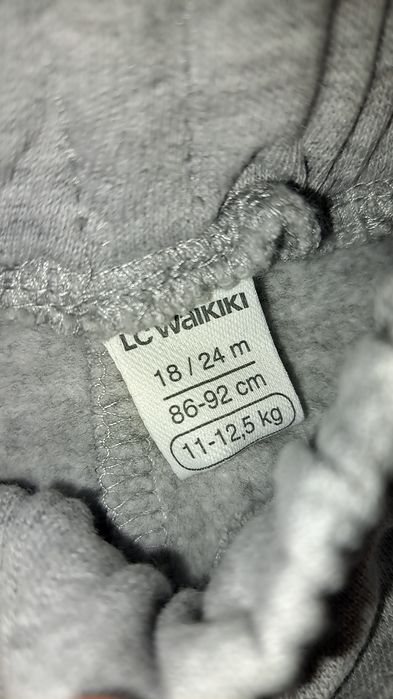 LC Waikiki
18 / 24 m
86-92 cm
11-12,5 kg